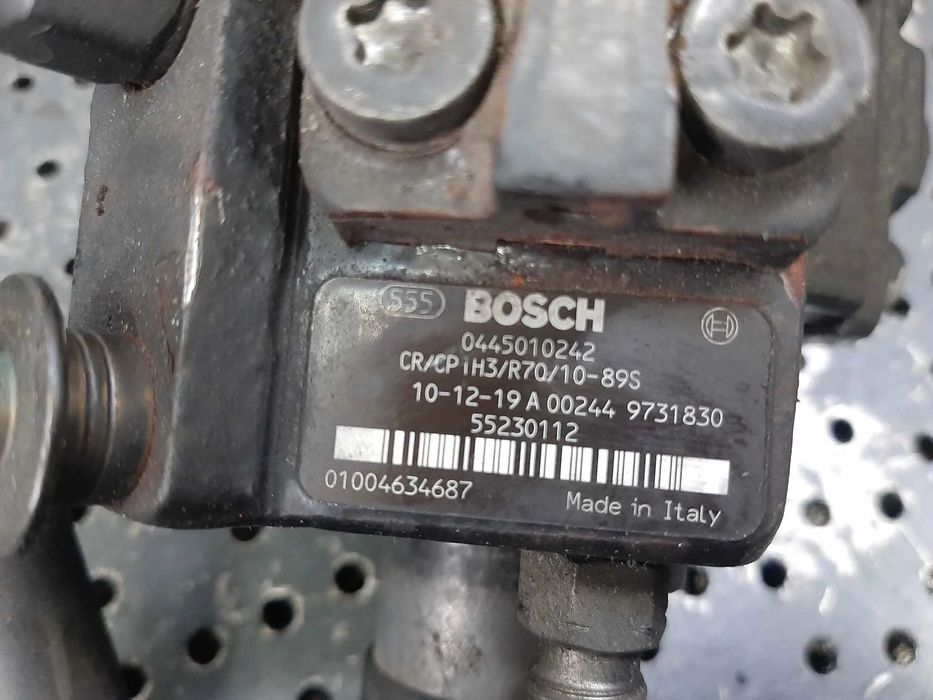 555 BOSCH
0445010242
CR/CP1H3/R70/10-89S
10-12-19 A 00244 9731830
55230112
01004634687
Made in Italy